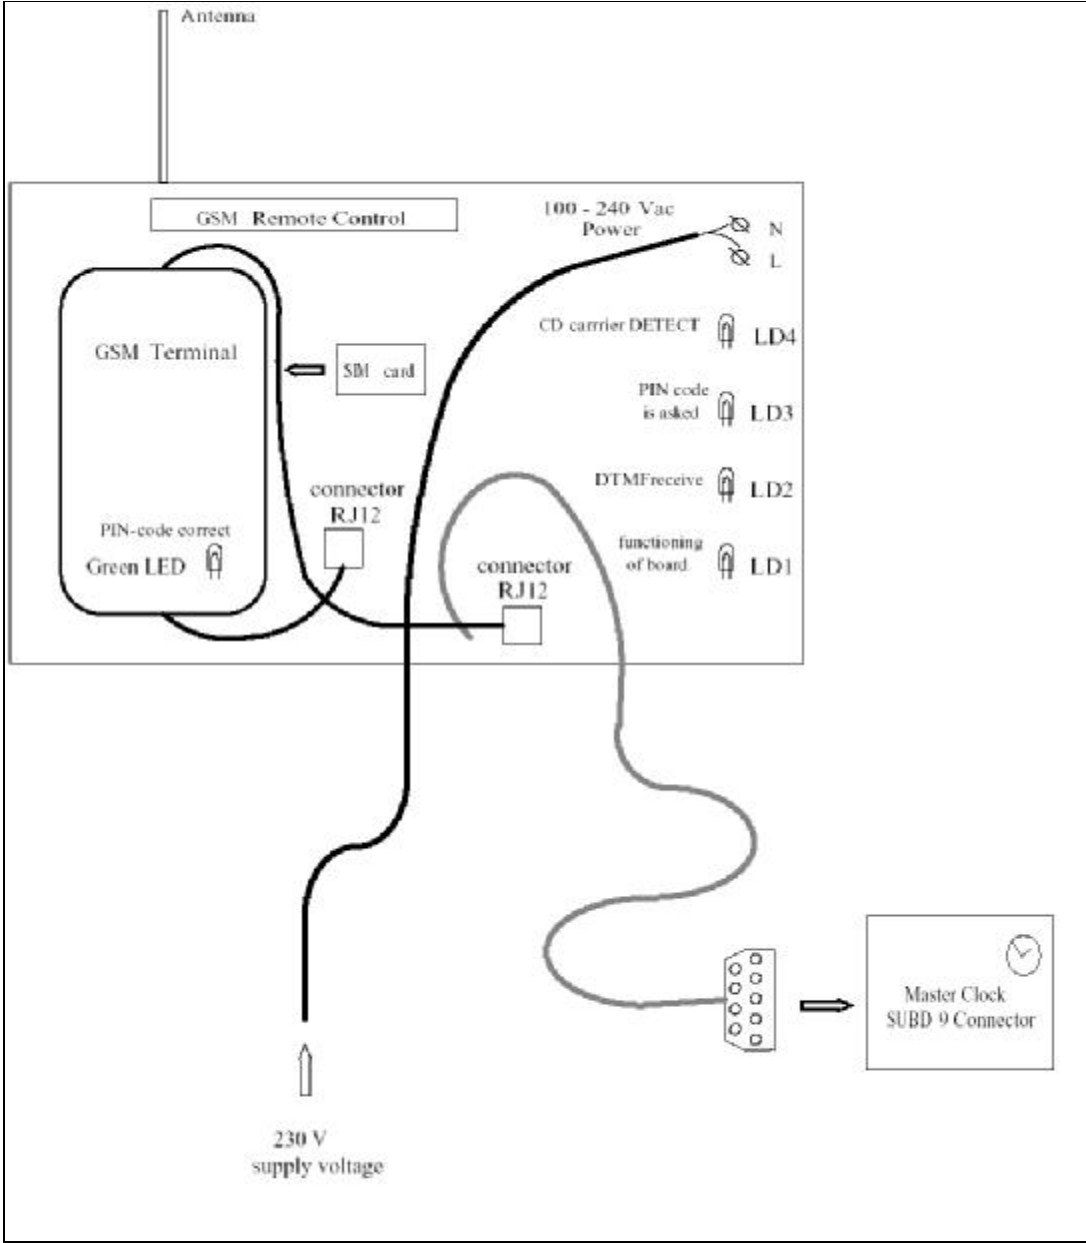 Antenna
GSM Remote Control
100 - 240 Vac
Power
N
L
CD carrrier DETECT
LD4
GSM Terminal
SIM card
PIN code
is asked
LD3
DTMFreceive
LD2
connector
RJ12
PIN-code correct
Green LED
functioning
of board
LD1
connector
RJ12
Master Clock
SUBD 9 Connector
230 V
supply voltage